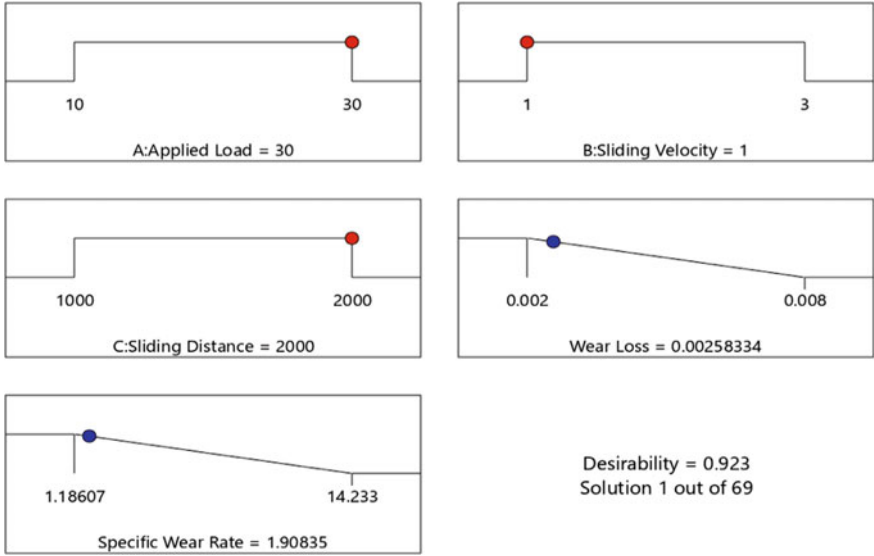 10 30
A:Applied Load = 30
1 3
B:Sliding Velocity = 1
1000 2000
C:Sliding Distance = 2000
0.002 0.008
Wear Loss = 0.00258334
1.18607 14.233
Specific Wear Rate = 1.90835
Desirability = 0.923
Solution 1 out of 69